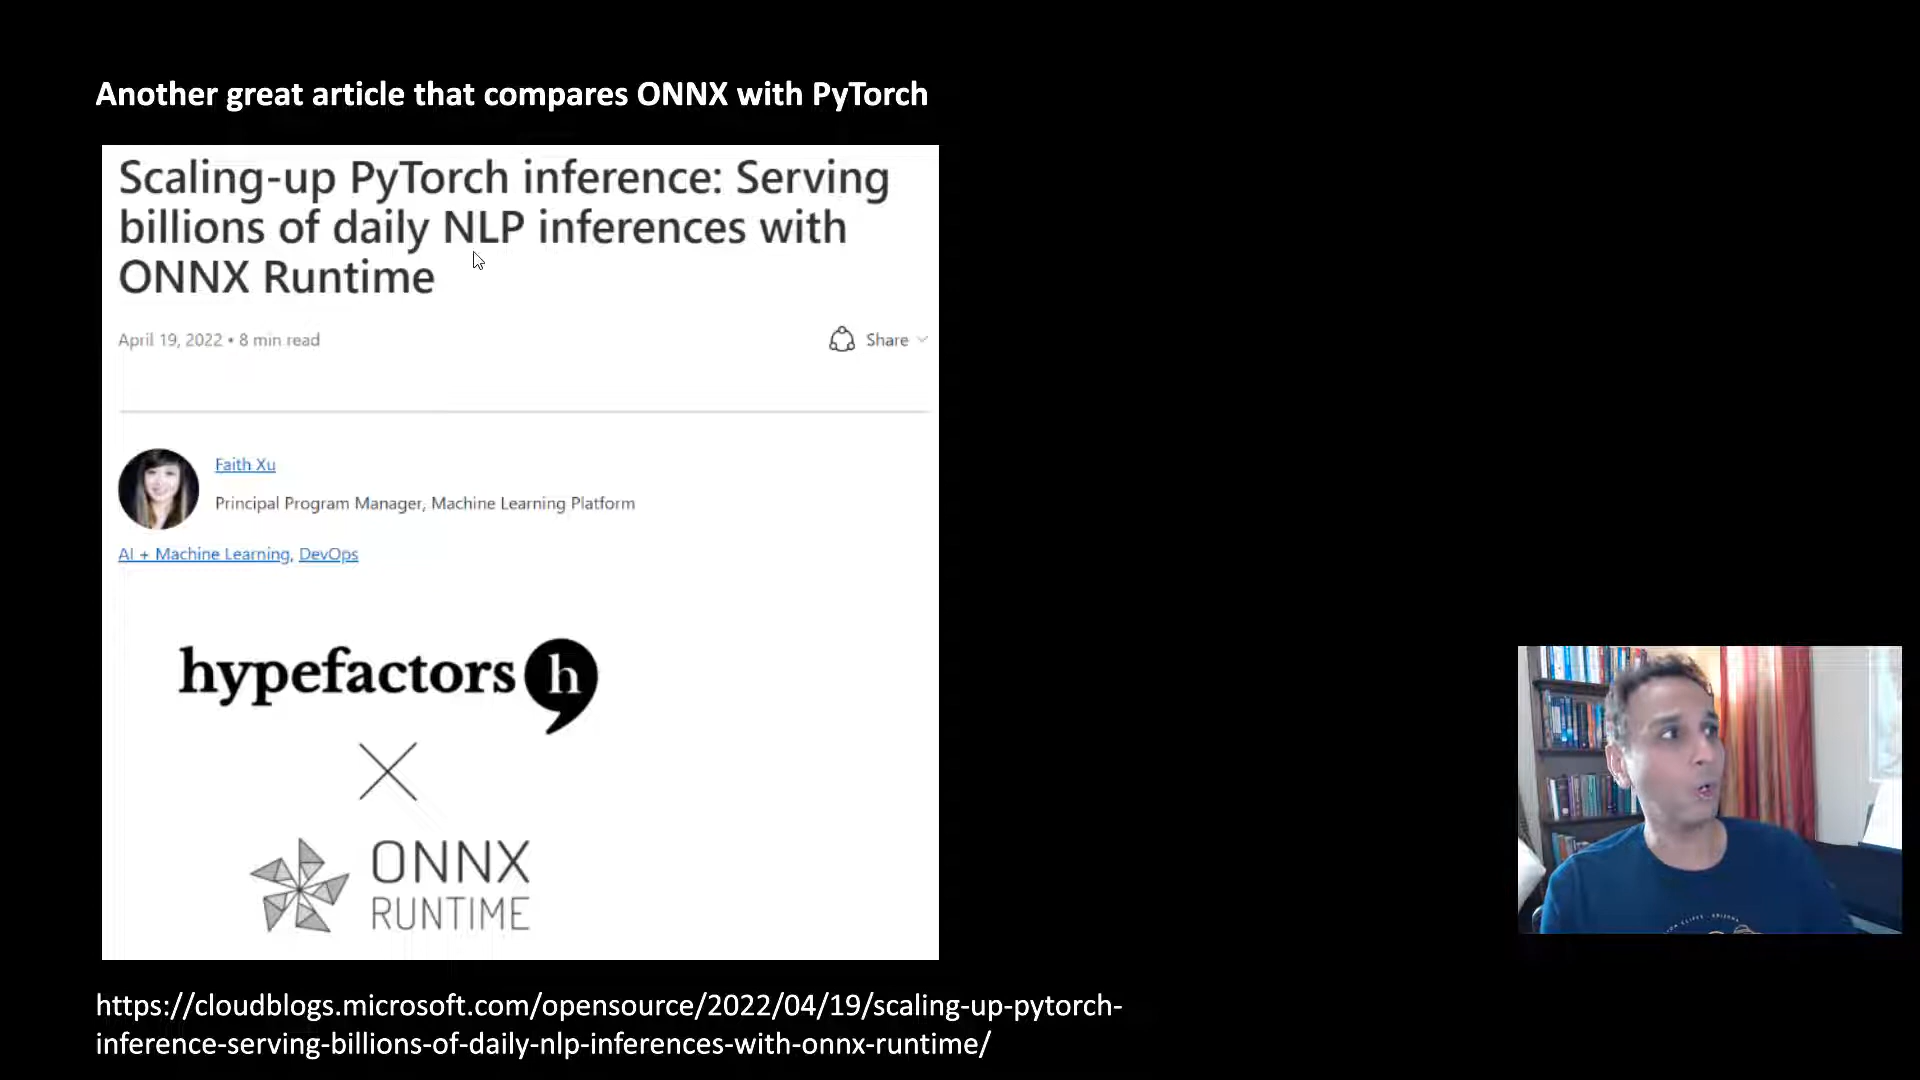 Another great article that compares ONNX with PyTorch
Scaling-up PyTorch inference: Serving
billions of daily NLP inferences with
ONNX Runtime
April 19, 2022 • 8 min read
Share
Faith Xu
Principal Program Manager, Machine Learning Platform
AI + Machine Learning, DevOps
hypefactors h
ONNX
RUNTIME
https://cloudblogs.microsoft.com/opensource/2022/04/19/scaling-up-pytorch-
inference-serving-billions-of-daily-nlp-inferences-with-onnx-runtime/